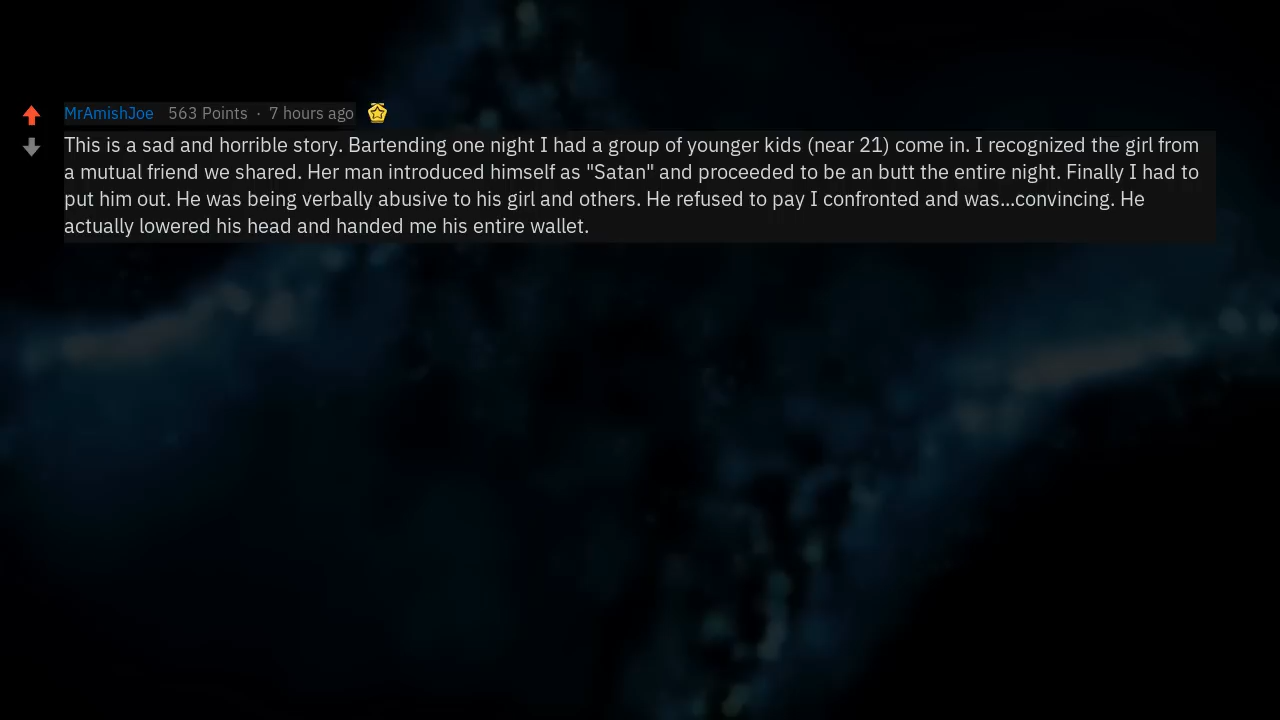 MrAmishJoe 563 Points · 7 hours ago
This is a sad and horrible story. Bartending one night I had a group of younger kids (near 21) come in. I recognized the girl from
a mutual friend we shared. Her man introduced himself as "Satan" and proceeded to be an butt the entire night. Finally I had to
put him out. He was being verbally abusive to his girl and others. He refused to pay I confronted and was...convincing. He
actually lowered his head and handed me his entire wallet.